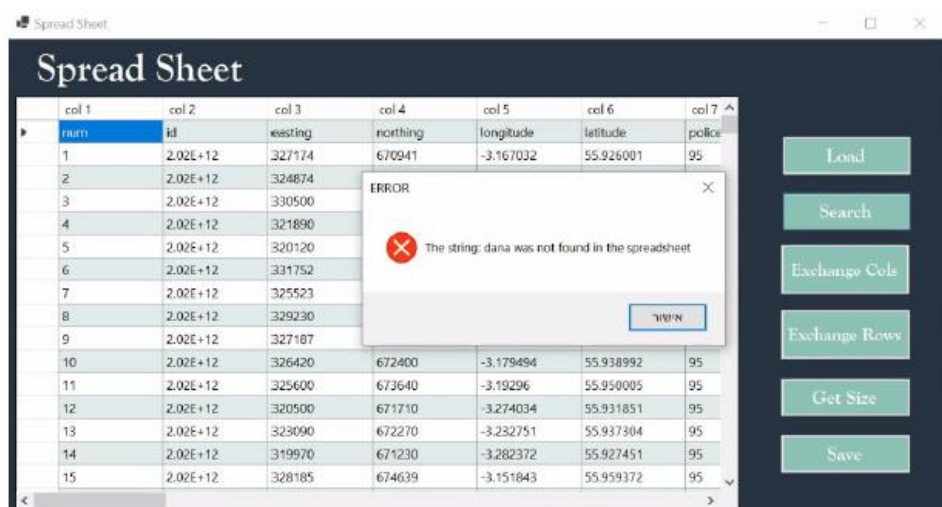 Spread Sheet
Spread Sheet
col 1 col 2 col 3 col 4 col 5 col 6 col 7
num id easting northing longitude latitude police
1 2.02E+12 327174 670941 -3.167032 55.926001 95
2 2.02E+12 324874
3 2.02E+12 330500
4 2.02E+12 321890
5 2.02E+12 320120
6 2.02E+12 331752
7 2.02E+12 325523
8 2.02E+12 329230
9 2.02E+12 327187
10 2.02E+12 326420 672400 -3.179494 55.938992 95
11 2.02E+12 325600 673640 -3.19296 55.950005 95
12 2.02E+12 320500 671710 -3.274034 55.931851 95
13 2.02E+12 323090 672270 -3.232751 55.937304 95
14 2.02E+12 319970 671230 -3.282372 55.927451 95
15 2.02E+12 328185 674639 -3.151843 55.959372 95
ERROR
The string: dana was not found in the spreadsheet
אישור
Load
Search
Exchange Cols
Exchange Rows
Get Size
Save